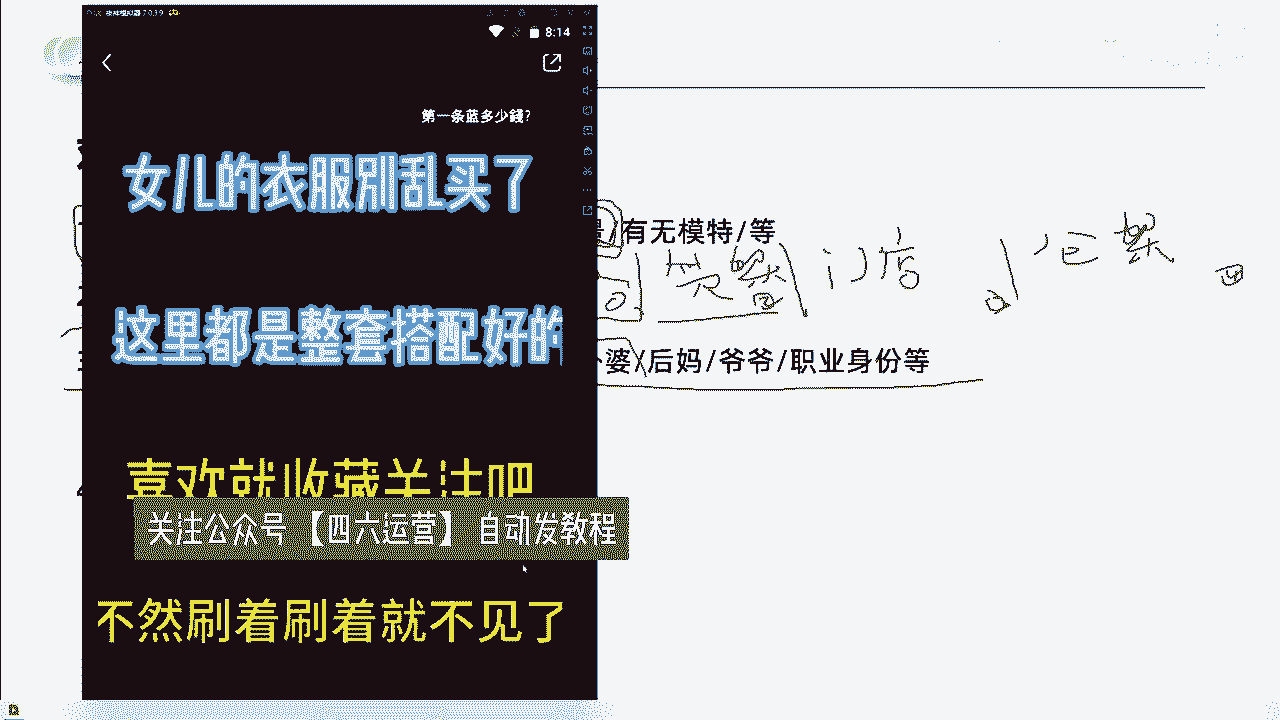 8:14
第一条蓝多少錢?
女儿的衣服别乱买了
/有无模特/等
门店
仓
这里都是整套搭配好的
婆/后妈/爷爷/职业身份等
喜欢就收藏关注吧
关注公众号 【四六运营】 自动发教程
不然刷着刷着就不见了